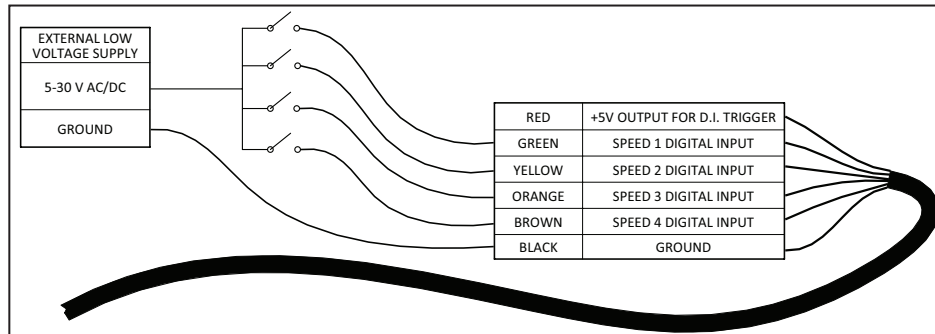 EXTERNAL LOW
VOLTAGE SUPPLY
5-30 V AC/DC
GROUND
RED +5V OUTPUT FOR D.I. TRIGGER
GREEN SPEED 1 DIGITAL INPUT
YELLOW SPEED 2 DIGITAL INPUT
ORANGE SPEED 3 DIGITAL INPUT
BROWN SPEED 4 DIGITAL INPUT
BLACK GROUND